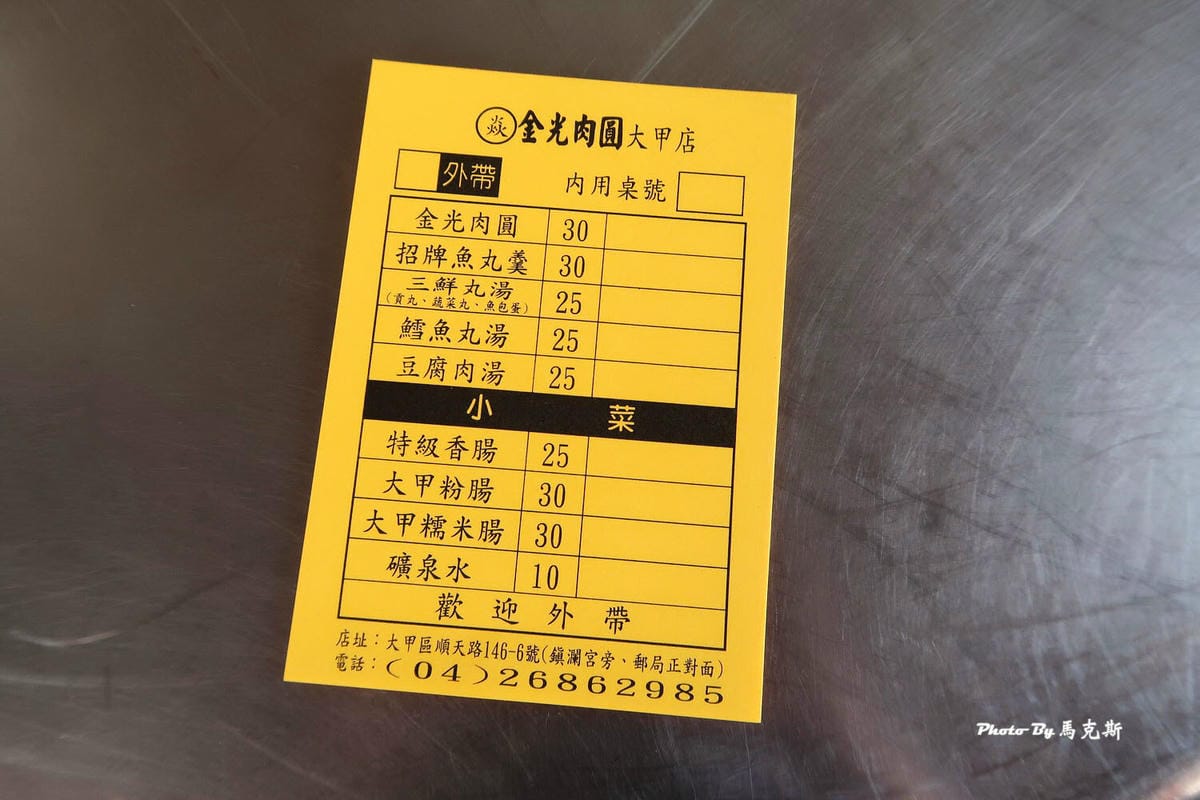 焱金光肉圓大甲店
外帶 內用桌號
金光肉圓 30
招牌魚丸羹 30
三鮮丸湯 25
(貢丸、蔬菜丸、魚包蛋)
鱈魚丸湯 25
豆腐肉湯 25
小菜
特級香腸 25
大甲粉腸 30
大甲糯米腸 30
礦泉水 10
歡迎外帶
店址：大甲區順天路146-6號(鎮瀾宮旁、郵局正對面)
電話：(04)26862985
Photo By 馬克斯